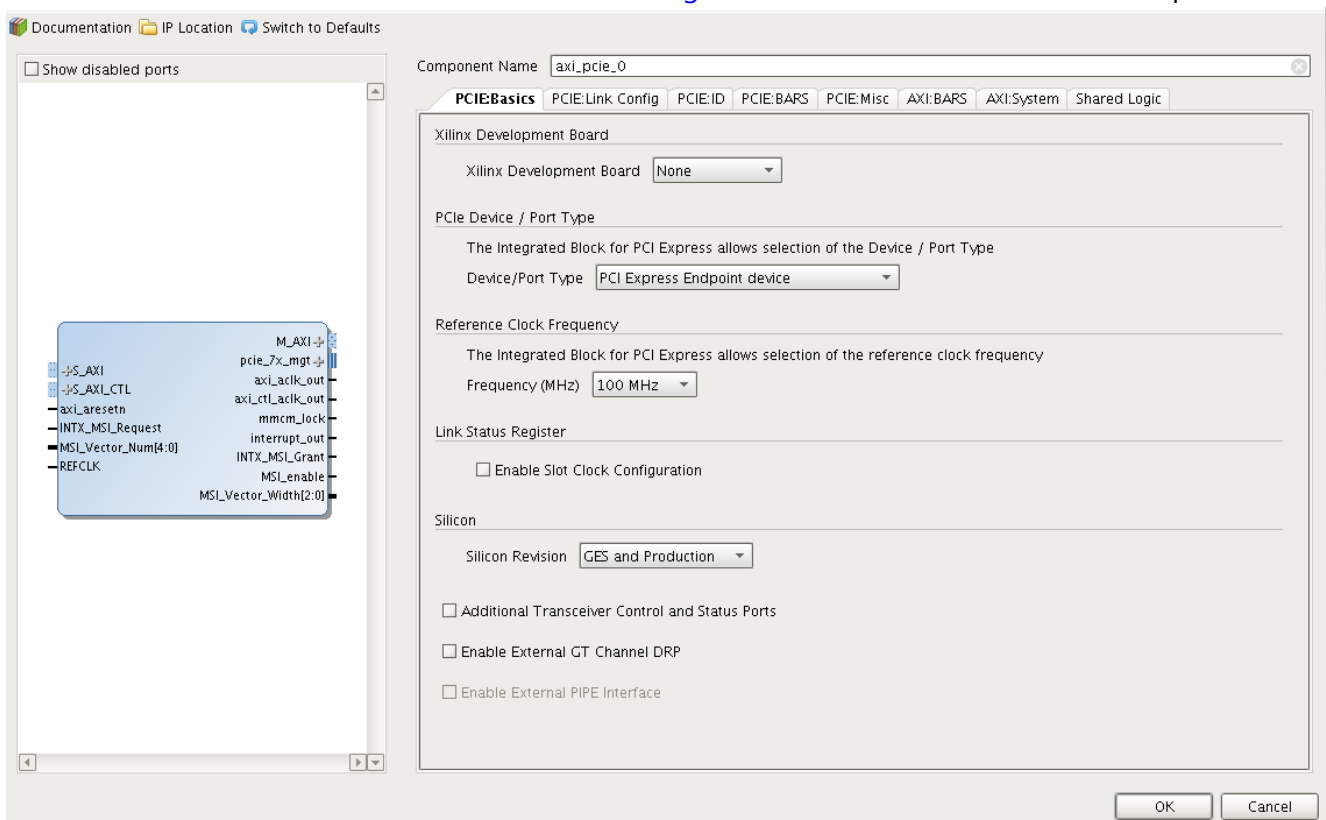 Documentation IP Location Switch to Defaults
Show disabled ports
M_AXI
pcie_7x_mgt
S_AXI
axi_aclk_out
S_AXI_CTL
axi_ctl_aclk_out
axi_aresetn
mmcm_lock
INTX_MSI_Request
interrupt_out
MSI_Vector_Num[4:0]
INTX_MSI_Grant
REFCLK
MSI_enable
MSI_Vector_Width[2:0]
Component Name axi_pcie_0
PCIE:Basics PCIE:Link Config PCIE:ID PCIE:BARS PCIE:Misc AXI:BARS AXI:System Shared Logic
Xilinx Development Board
Xilinx Development Board None
PCIe Device / Port Type
The Integrated Block for PCI Express allows selection of the Device / Port Type
Device/Port Type PCI Express Endpoint device
Reference Clock Frequency
The Integrated Block for PCI Express allows selection of the reference clock frequency
Frequency (MHz) 100 MHz
Link Status Register
Enable Slot Clock Configuration
Silicon
Silicon Revision GES and Production
Additional Transceiver Control and Status Ports
Enable External GT Channel DRP
Enable External PIPE Interface
OK Cancel